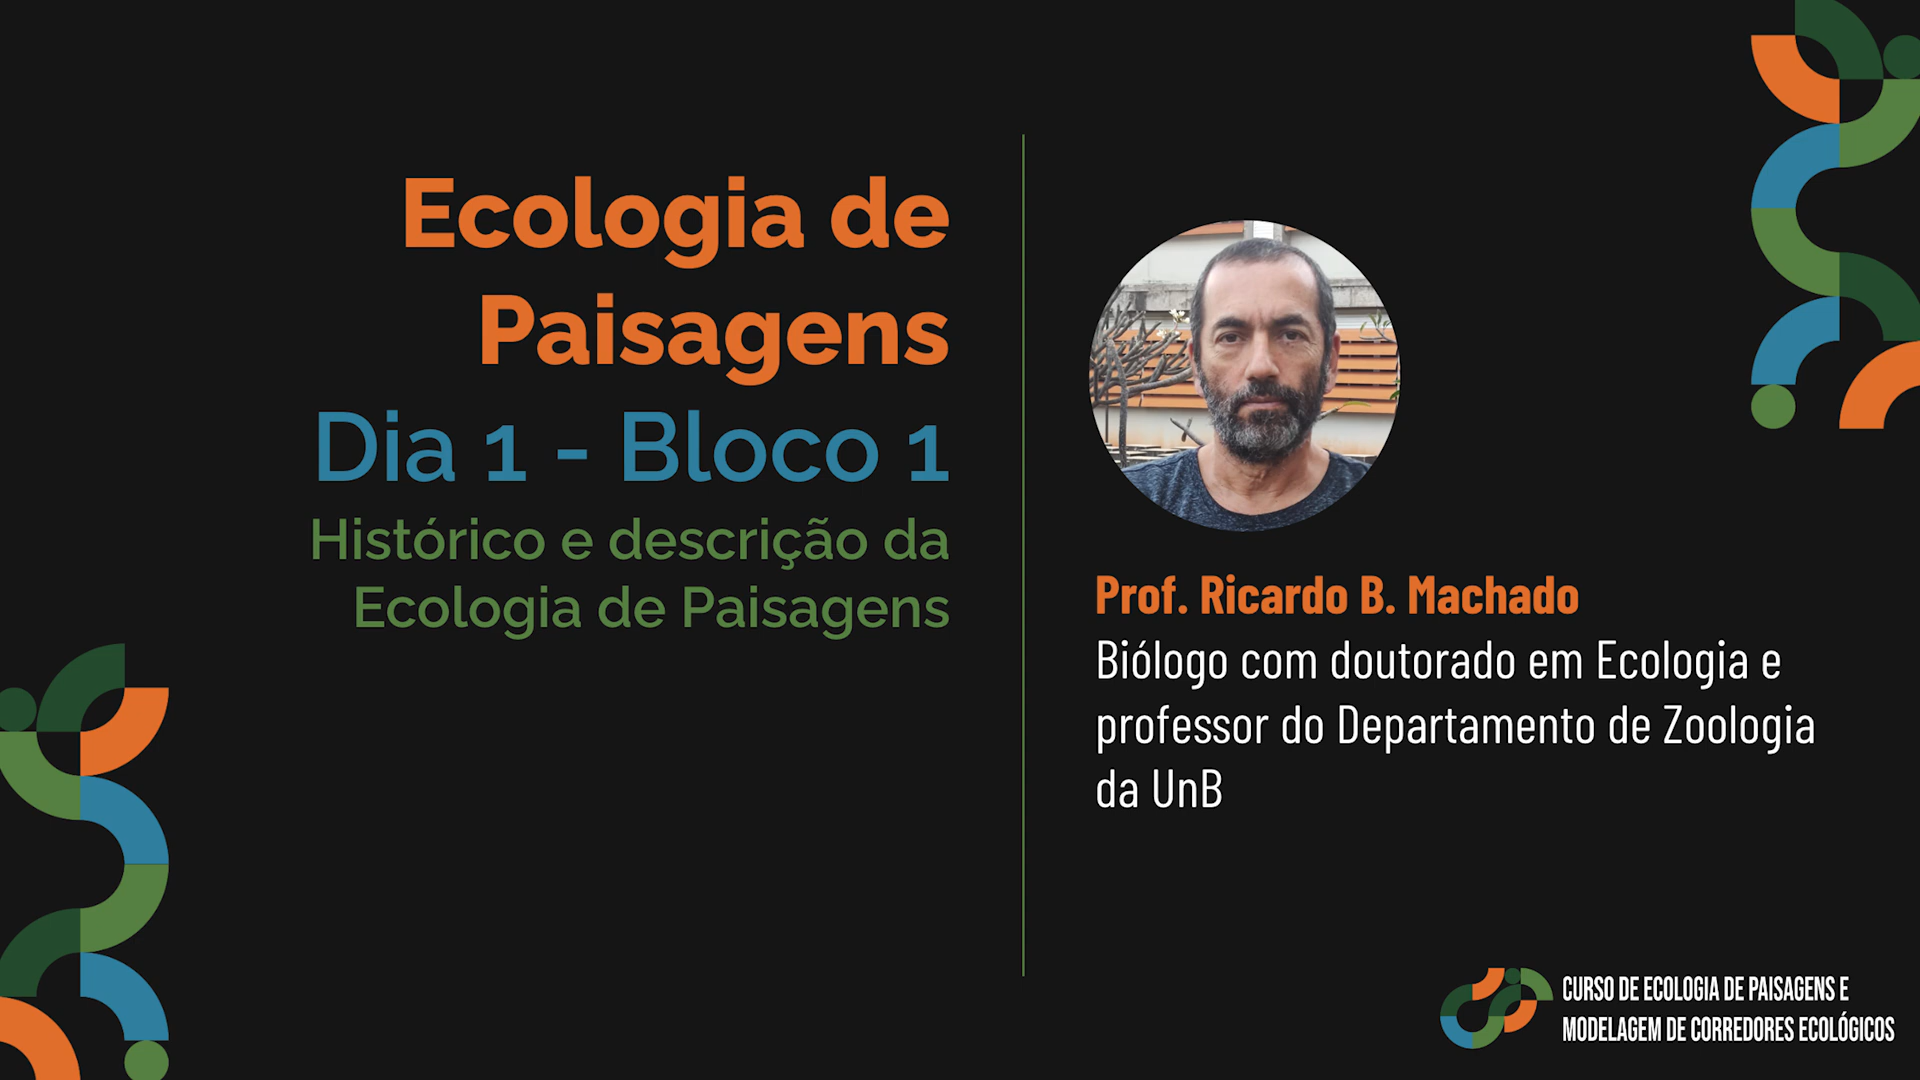 Ecologia de
Paisagens
Dia 1 - Bloco 1
Histórico e descrição da
Ecologia de Paisagens
Prof. Ricardo B. Machado
Biólogo com doutorado em Ecologia e
professor do Departamento de Zoologia
da UnB
CURSO DE ECOLOGIA DE PAISAGENS E
MODELAGEM DE CORREDORES ECOLÓGICOS